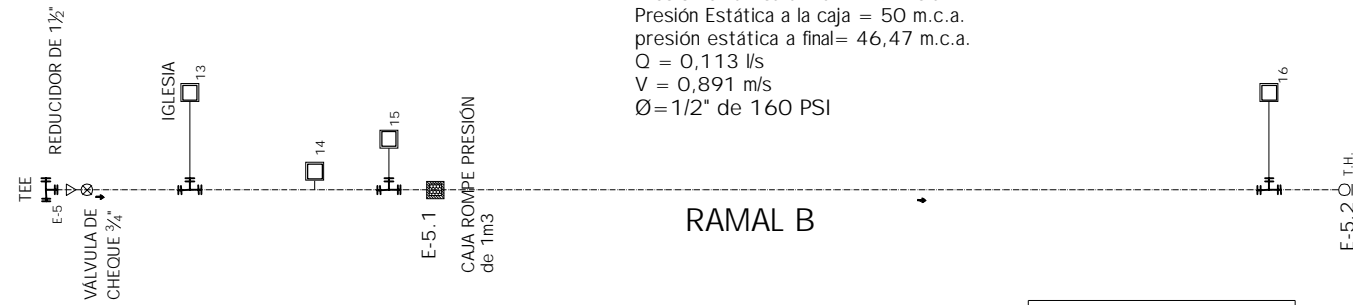 Presión Estática a la caja = 50 m.c.a.
presión estática a final= 46,47 m.c.a.
Q = 0,113 l/s
V = 0,891 m/s
Ø=1/2" de 160 PSI
TEE
E-5
REDUCIDOR DE 1½"
VÁLVULA DE
CHEQUE ¾"
IGLESIA
13
14
15
E-5.1
CAJA ROMPE PRESIÓN
de 1m3
RAMAL B
16
T.H.
E-5.2